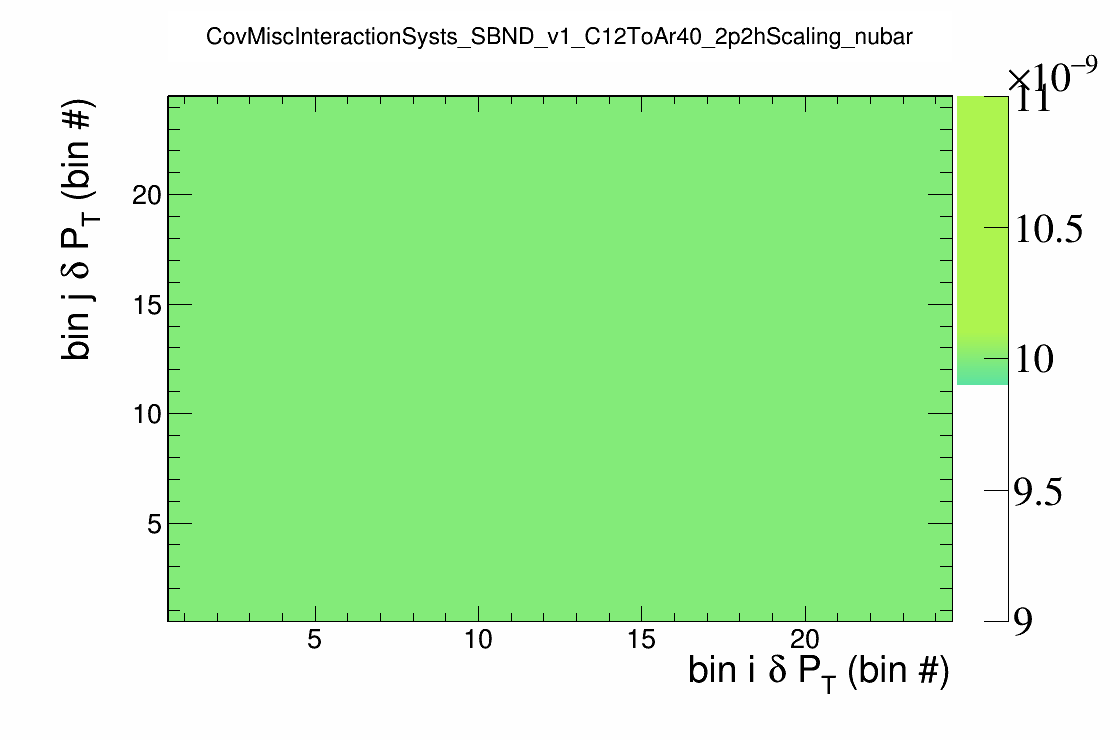 CovMiscInteractionSysts_SBND_v1_C12ToAr40_2p2hScaling_nubar
×10⁻⁹
11
10.5
10
9.5
9
bin j δ P_T (bin #)
20
15
10
5
5 10 15 20
bin i δ P_T (bin #)